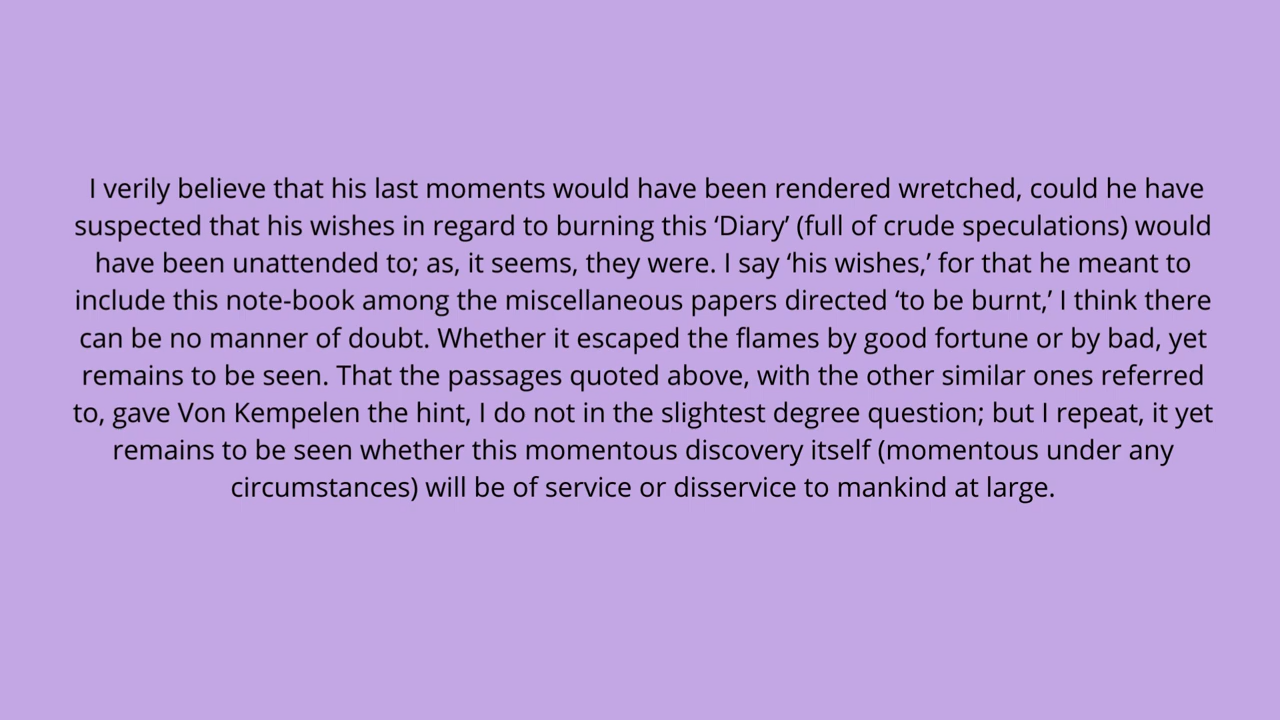 I verily believe that his last moments would have been rendered wretched, could he have
suspected that his wishes in regard to burning this ‘Diary’ (full of crude speculations) would
have been unattended to; as, it seems, they were. I say ‘his wishes,’ for that he meant to
include this note-book among the miscellaneous papers directed ‘to be burnt,’ I think there
can be no manner of doubt. Whether it escaped the flames by good fortune or by bad, yet
remains to be seen. That the passages quoted above, with the other similar ones referred
to, gave Von Kempelen the hint, I do not in the slightest degree question; but I repeat, it yet
remains to be seen whether this momentous discovery itself (momentous under any
circumstances) will be of service or disservice to mankind at large.